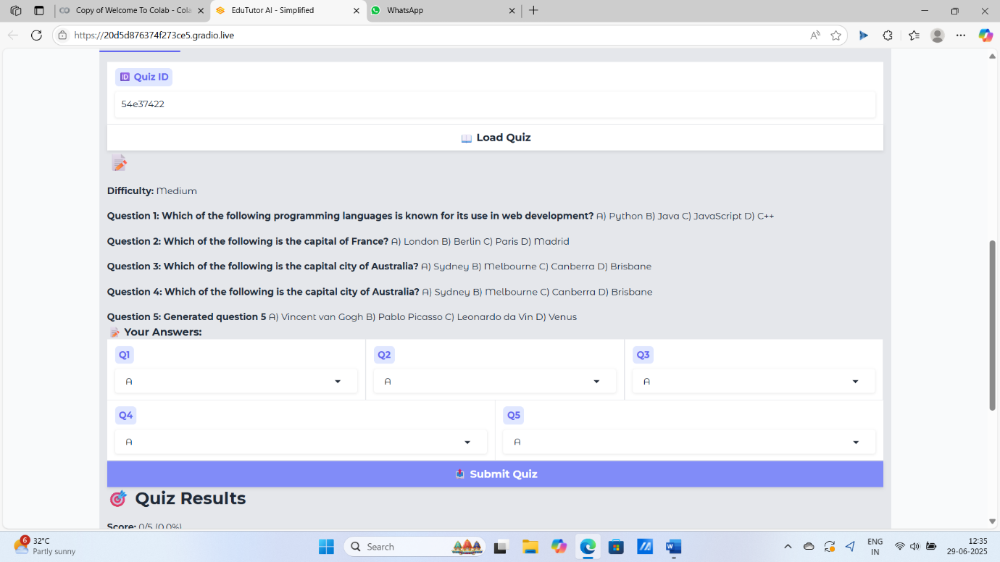 Copy of Welcome To Colab - Cola
EduTutor AI - Simplified
WhatsApp
https://20d5d876374f273ce5.gradio.live
Quiz ID
54e37422
Load Quiz
Difficulty: Medium
Question 1: Which of the following programming languages is known for its use in web development? A) Python B) Java C) JavaScript D) C++
Question 2: Which of the following is the capital of France? A) London B) Berlin C) Paris D) Madrid
Question 3: Which of the following is the capital city of Australia? A) Sydney B) Melbourne C) Canberra D) Brisbane
Question 4: Which of the following is the capital city of Australia? A) Sydney B) Melbourne C) Canberra D) Brisbane
Question 5: Generated question 5 A) Vincent van Gogh B) Pablo Picasso C) Leonardo da Vin D) Venus
Your Answers:
Q1 Q2 Q3
A A A
Q4 Q5
A A
Submit Quiz
Quiz Results
Score: 0/5 (0.0%)
6
32°C
Partly sunny
Search
ENG
IN
12:35
29-06-2025